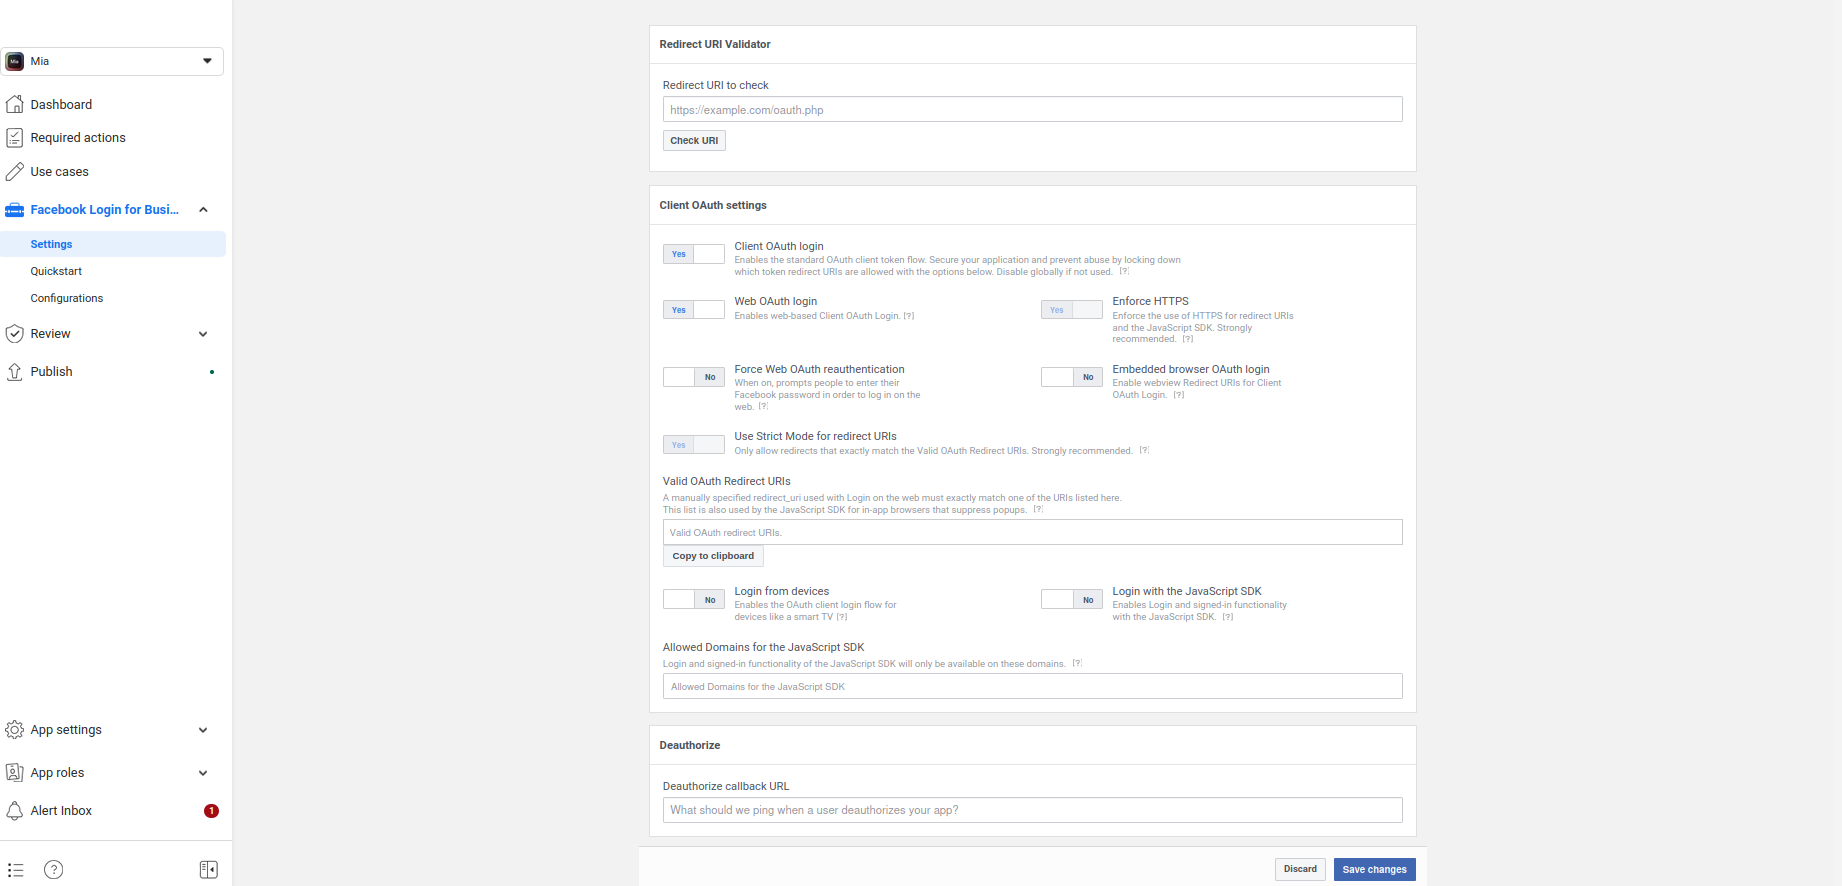 Mia
Mia
Dashboard
Required actions
Use cases
Facebook Login for Busi...
Settings
Quickstart
Configurations
Review
Publish
App settings
App roles
Alert Inbox
1
?
Redirect URI Validator
Redirect URI to check
https://example.com/oauth.php
Check URI
Client OAuth settings
Yes
Client OAuth login
Enables the standard OAuth client token flow. Secure your application and prevent abuse by locking down
which token redirect URIs are allowed with the options below. Disable globally if not used. [?]
Yes
Web OAuth login
Enables web-based Client OAuth Login. [?]
Yes
Enforce HTTPS
Enforce the use of HTTPS for redirect URIs
and the JavaScript SDK. Strongly
recommended. [?]
No
Force Web OAuth reauthentication
When on, prompts people to enter their
Facebook password in order to log in on the
web. [?]
No
Embedded browser OAuth login
Enable webview Redirect URIs for Client
OAuth Login. [?]
Yes
Use Strict Mode for redirect URIs
Only allow redirects that exactly match the Valid OAuth Redirect URIs. Strongly recommended. [?]
Valid OAuth Redirect URIs
A manually specified redirect_uri used with Login on the web must exactly match one of the URIs listed here.
This list is also used by the JavaScript SDK for in-app browsers that suppress popups. [?]
Valid OAuth redirect URIs.
Copy to clipboard
No
Login from devices
Enables the OAuth client login flow for
devices like a smart TV [?]
No
Login with the JavaScript SDK
Enables Login and signed-in functionality
with the JavaScript SDK. [?]
Allowed Domains for the JavaScript SDK
Login and signed-in functionality of the JavaScript SDK will only be available on these domains. [?]
Allowed Domains for the JavaScript SDK
Deauthorize
Deauthorize callback URL
What should we ping when a user deauthorizes your app?
Discard
Save changes